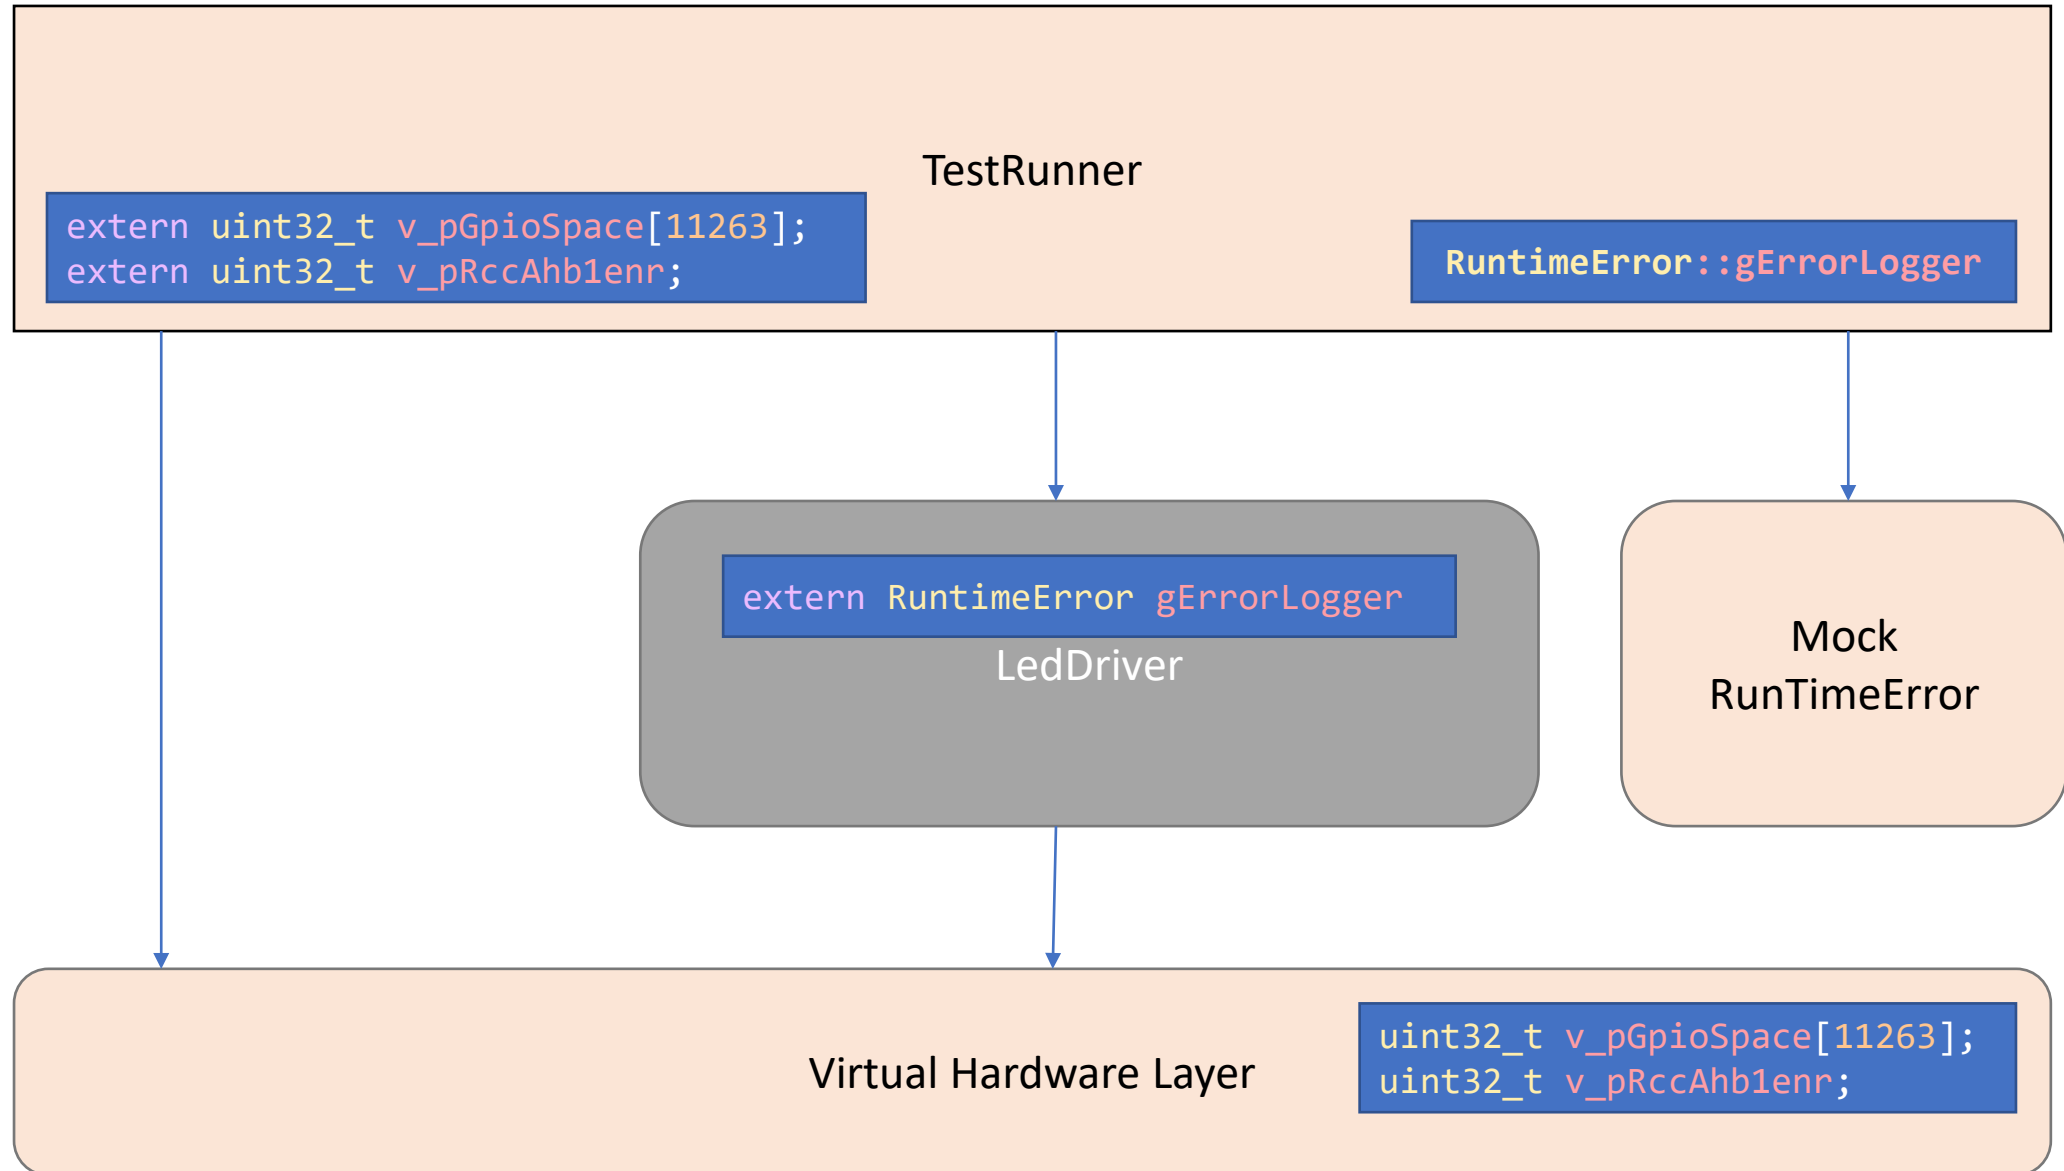 TestRunner
extern uint32_t v_pGpioSpace[11263];
extern uint32_t v_pRccAhb1enr;
RuntimeError::gErrorLogger
extern RuntimeError gErrorLogger
LedDriver
Mock
RunTimeError
Virtual Hardware Layer
uint32_t v_pGpioSpace[11263];
uint32_t v_pRccAhb1enr;